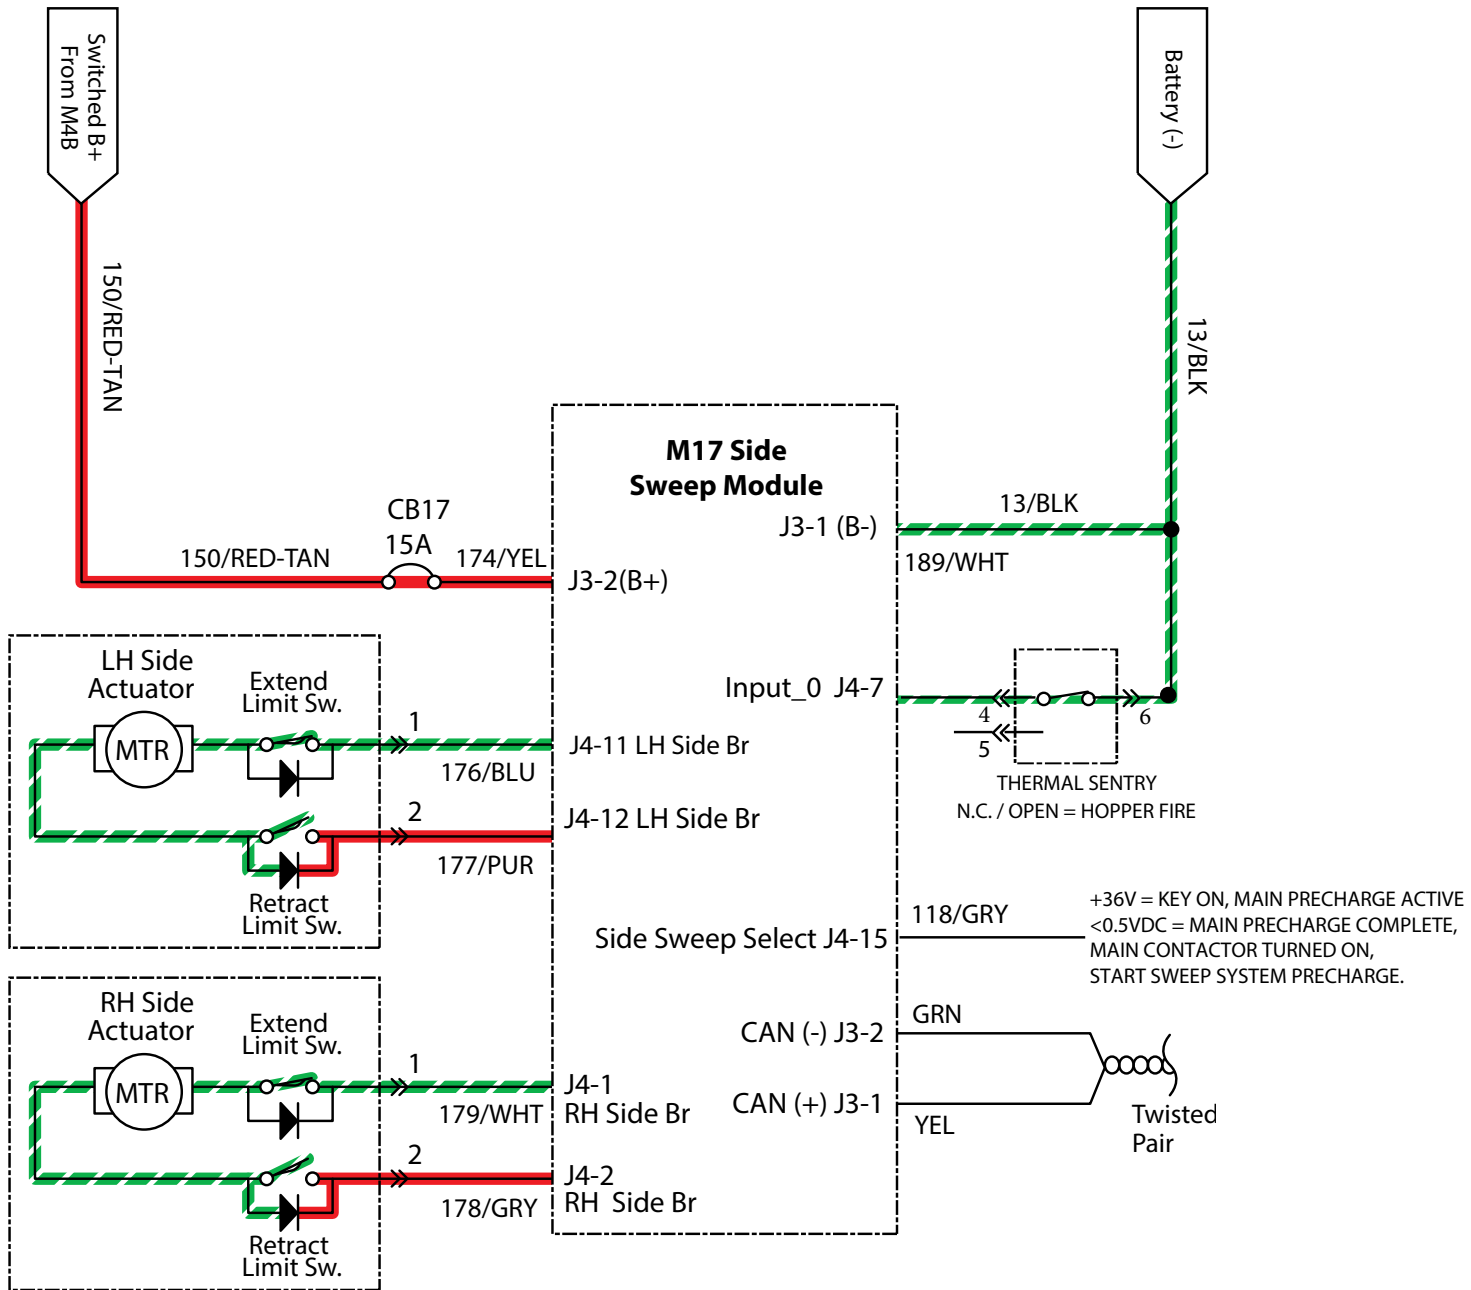 Switched B+
From M4B
Battery (-)
150/RED-TAN
13/BLK
M17 Side
Sweep Module
CB17
15A
150/RED-TAN
174/YEL
J3-2(B+)
J3-1 (B-)
13/BLK
189/WHT
LH Side
Actuator
Extend
Limit Sw.
MTR
1
176/BLU
J4-11 LH Side Br
2
177/PUR
J4-12 LH Side Br
Retract
Limit Sw.
Input_0 J4-7
4
5
6
THERMAL SENTRY
N.C. / OPEN = HOPPER FIRE
Side Sweep Select J4-15
118/GRY
+36V = KEY ON, MAIN PRECHARGE ACTIVE
<0.5VDC = MAIN PRECHARGE COMPLETE,
MAIN CONTACTOR TURNED ON,
START SWEEP SYSTEM PRECHARGE.
RH Side
Actuator
Extend
Limit Sw.
MTR
1
179/WHT
J4-1
RH Side Br
2
178/GRY
J4-2
RH Side Br
Retract
Limit Sw.
CAN (-) J3-2
GRN
CAN (+) J3-1
YEL
Twisted
Pair